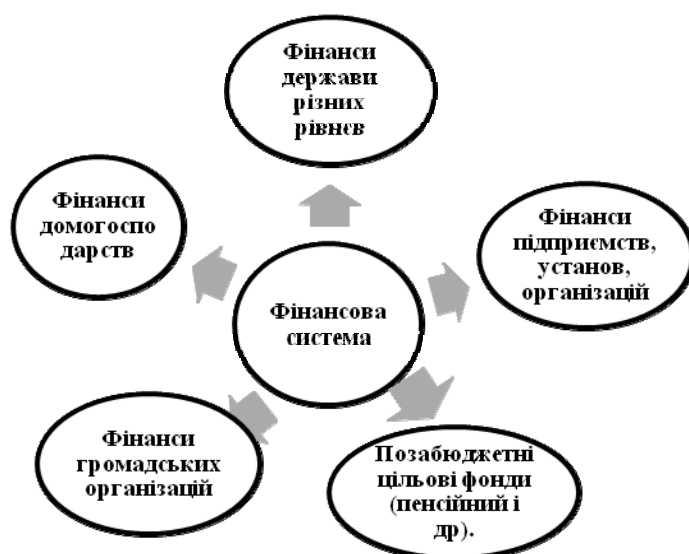 Фінанси
держави
різних
рівнєв
Фінанси
домогоспо
дарств
Фінанси
підприємств,
установ,
організацій
Фінансова
система
Фінанси
громадських
організацій
Позабюджетні
цільові фонди
(пенсійний і
др).